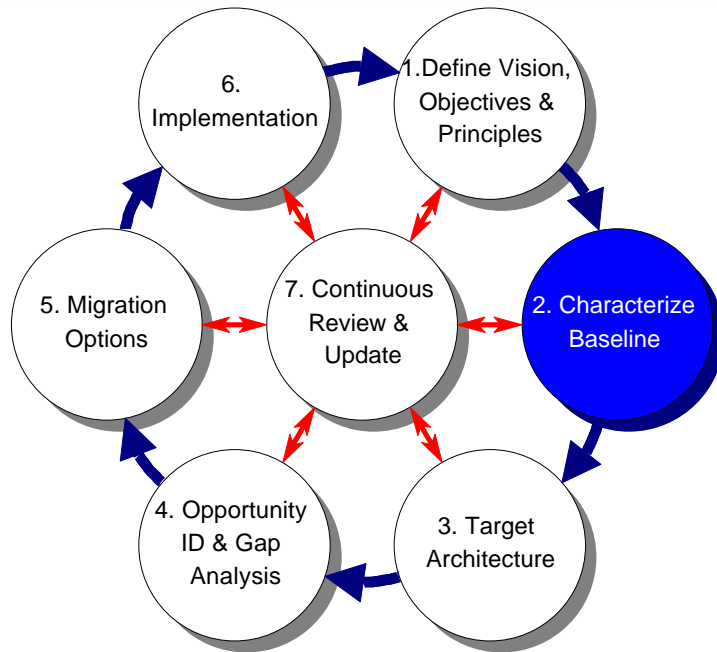 1.Define Vision,
Objectives &
Principles
2. Characterize
Baseline
3. Target
Architecture
4. Opportunity
ID & Gap
Analysis
5. Migration
Options
6.
Implementation
7. Continuous
Review &
Update